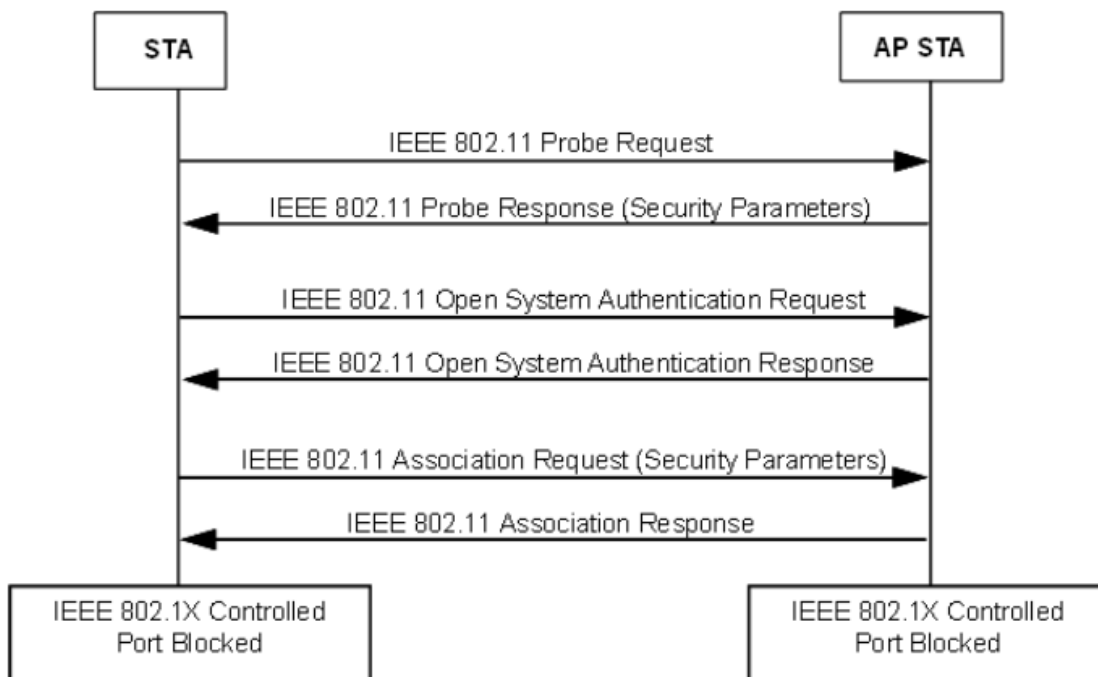 STA
AP STA
IEEE 802.11 Probe Request
IEEE 802.11 Probe Response (Security Parameters)
IEEE 802.11 Open System Authentication Request
IEEE 802.11 Open System Authentication Response
IEEE 802.11 Association Request (Security Parameters)
IEEE 802.11 Association Response
IEEE 802.1X Controlled
Port Blocked
IEEE 802.1X Controlled
Port Blocked